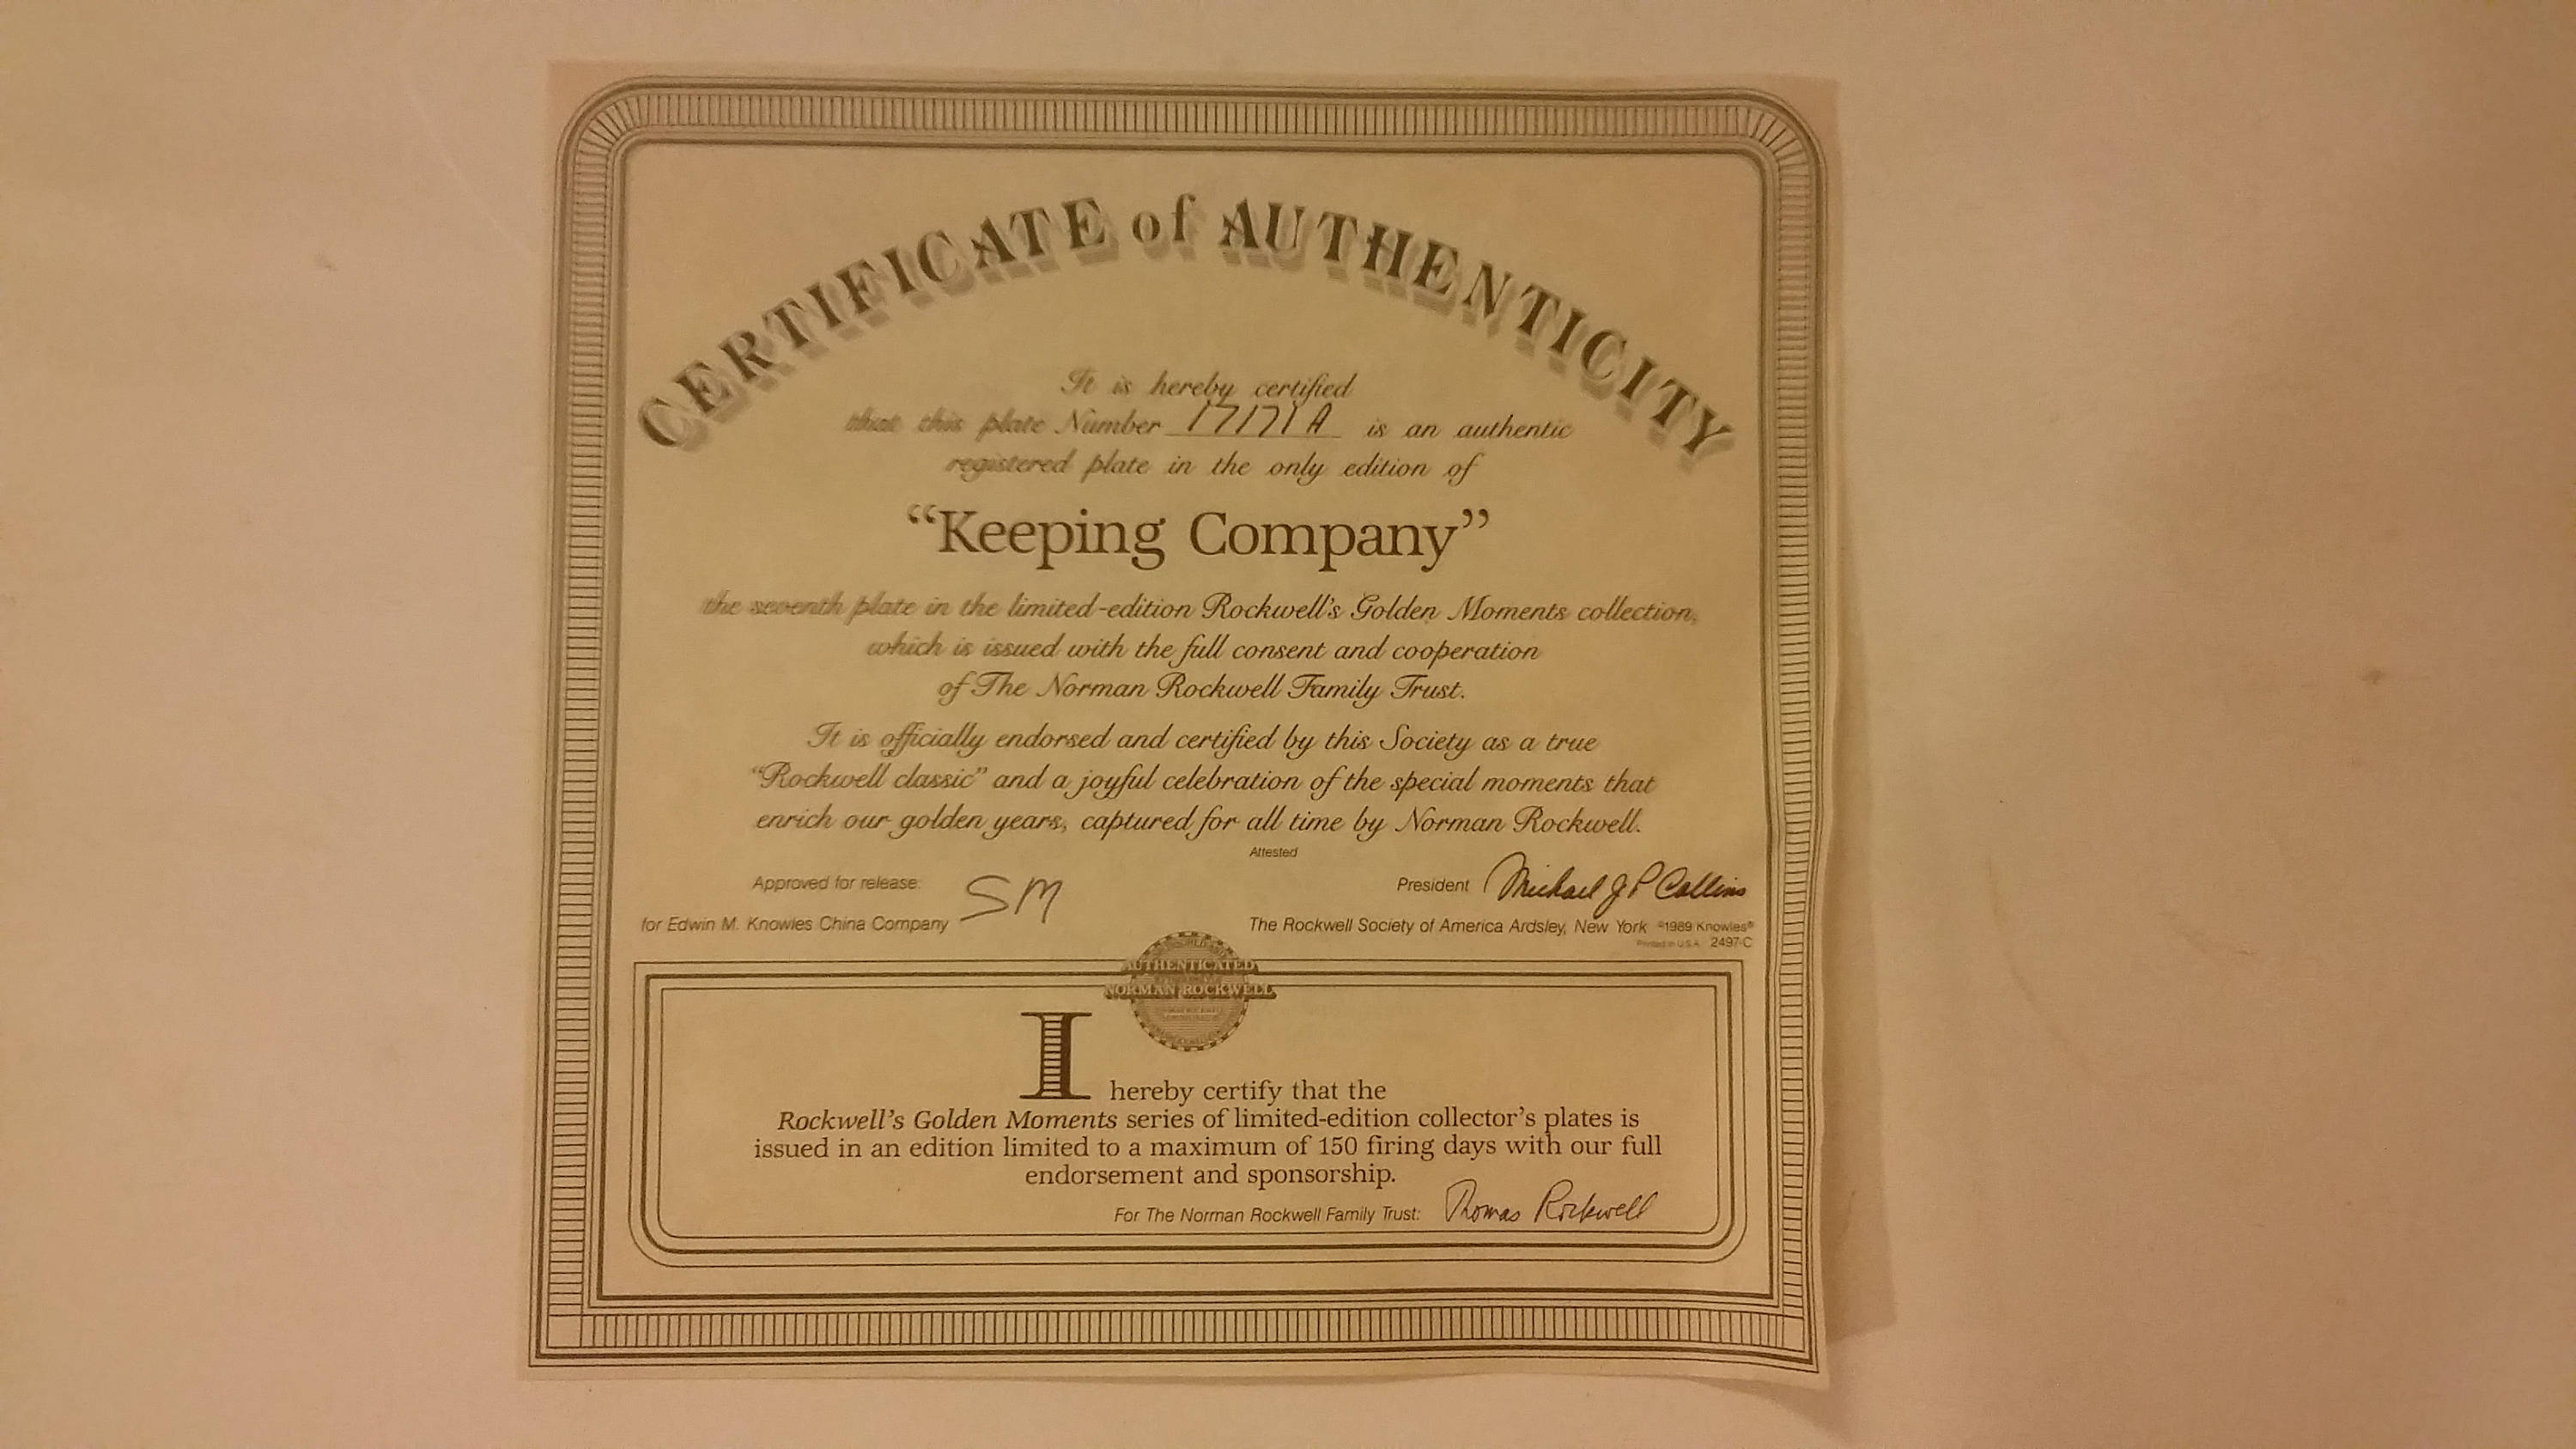 CERTIFICATE of AUTHENTICITY
It is hereby certified
that this plate Number 17171A is an authentic
registered plate in the only edition of
“Keeping Company”
the seventh plate in the limited-edition Rockwell's Golden Moments collection,
which is issued with the full consent and cooperation
of The Norman Rockwell Family Trust.
It is officially endorsed and certified by this Society as a true
“Rockwell classic” and a joyful celebration of the special moments that
enrich our golden years, captured for all time by Norman Rockwell.
Attested
Approved for release: SM
for Edwin M. Knowles China Company
President Michael J P Collins
The Rockwell Society of America Ardsley, New York ©1989 Knowles®
Printed in U.S.A. 2497-C
AUTHENTICATED
NORMAN ROCKWELL
I hereby certify that the
Rockwell's Golden Moments series of limited-edition collector's plates is
issued in an edition limited to a maximum of 150 firing days with our full
endorsement and sponsorship.
For The Norman Rockwell Family Trust: Thomas Rockwell